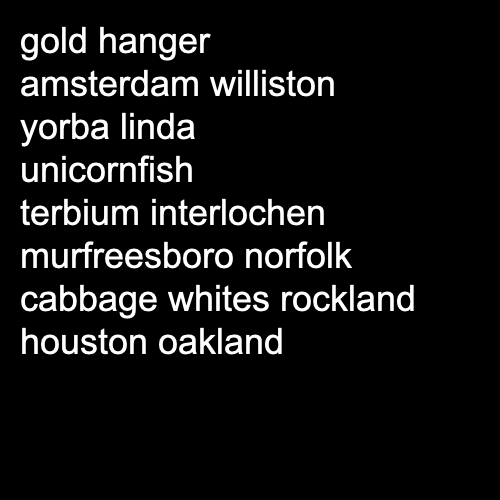 gold hanger
amsterdam williston
yorba linda
unicornfish
terbium interlochen
murfreesboro norfolk
cabbage whites rockland
houston oakland